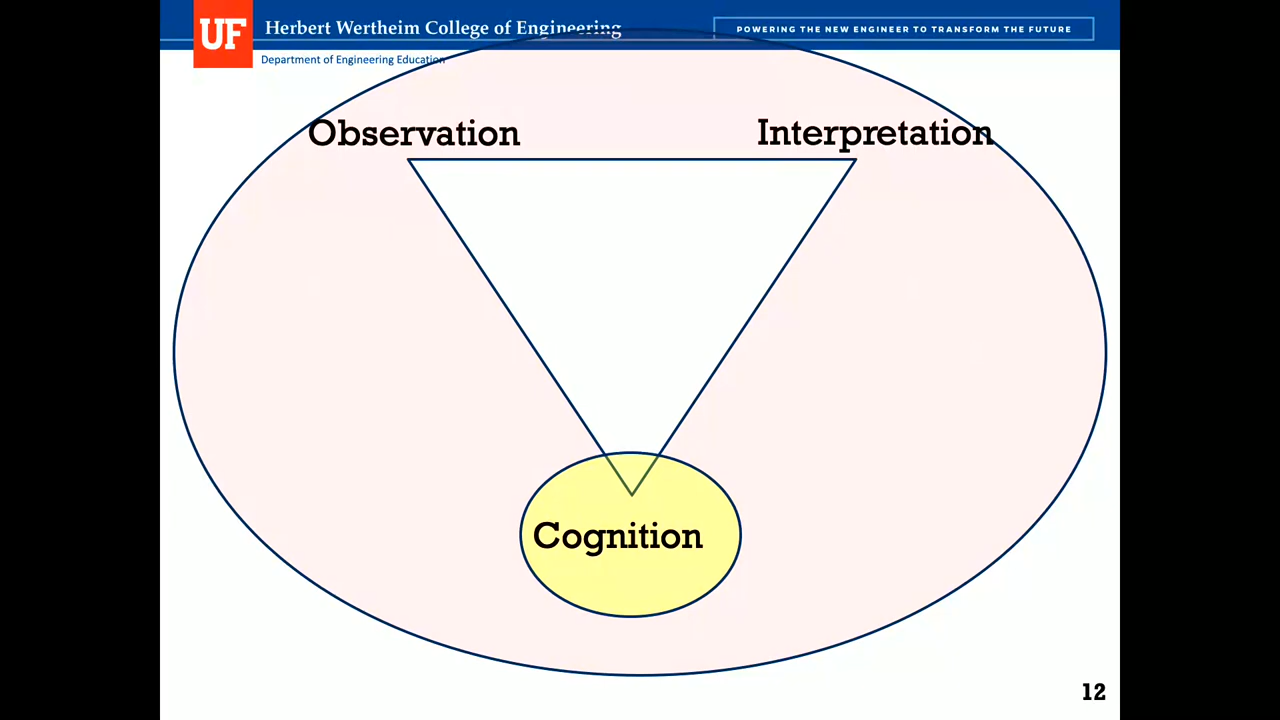 UF
Herbert Wertheim College of Engineering
POWERING THE NEW ENGINEER TO TRANSFORM THE FUTURE
Department of Engineering Education
Observation
Interpretation
Cognition
12